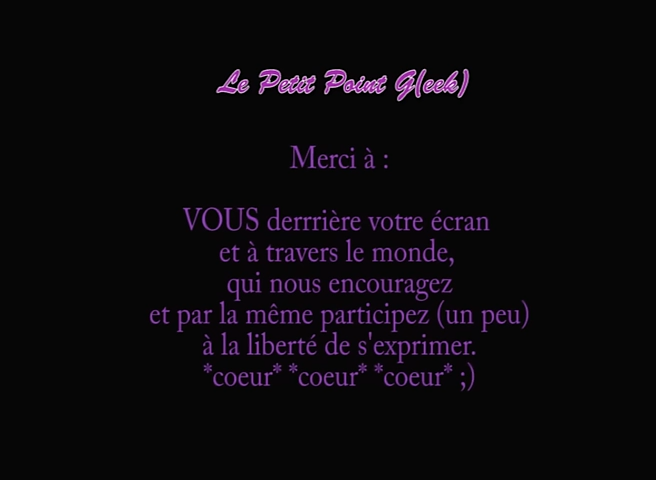 Le Petit Point G(eek)
Merci à :
VOUS derrrière votre écran
et à travers le monde,
qui nous encouragez
et par la même participez (un peu)
à la liberté de s'exprimer.
*coeur* *coeur* *coeur* ;)